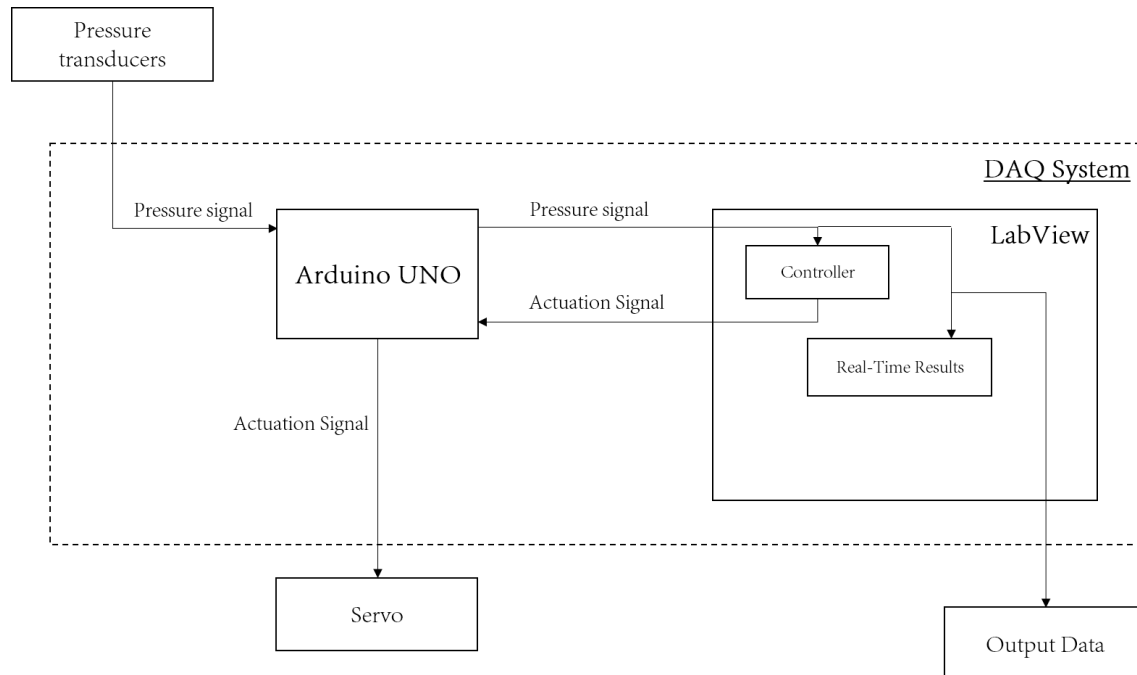 Pressure
transducers
DAQ System
Pressure signal
Pressure signal
LabView
Arduino UNO
Controller
Actuation Signal
Real-Time Results
Actuation Signal
Servo
Output Data